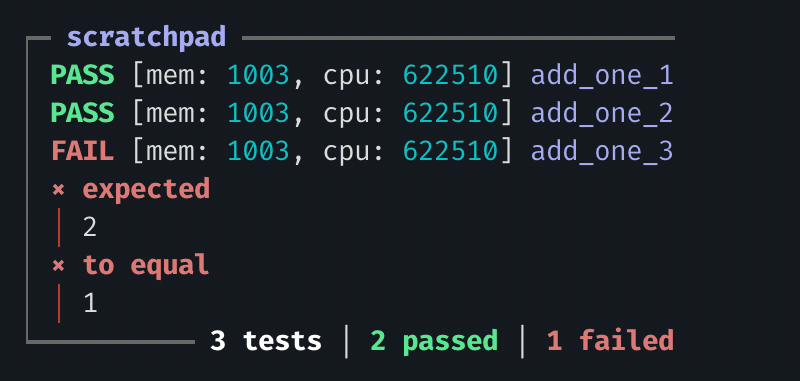 scratchpad
PASS [mem: 1003, cpu: 622510] add_one_1
PASS [mem: 1003, cpu: 622510] add_one_2
FAIL [mem: 1003, cpu: 622510] add_one_3
× expected
│ 2
× to equal
│ 1
3 tests │ 2 passed │ 1 failed